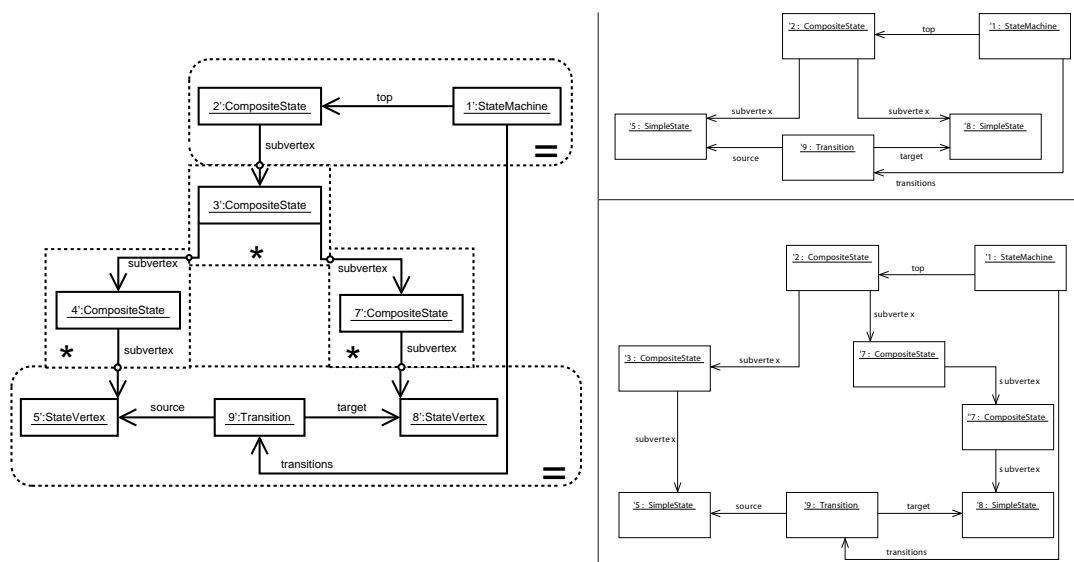 2':CompositeState
top
1':StateMachine
subvertex
=
3':CompositeState
*
subvertex
subvertex
4':CompositeState
7':CompositeState
*
subvertex
*
subvertex
5':StateVertex
source
9':Transition
target
8':StateVertex
transitions
=
'2 : CompositeState
top
'1 : StateMachine
subverte x
subverte x
'5 : SimpleState
'8 : SimpleState
'9 : Transition
source
target
transitions
'2 : CompositeState
top
'1 : StateMachine
subverte x
'7 : CompositeState
'3 : CompositeState
subverte x
subvertex
''7 : CompositeState
subverte x
subvertex
'5 : SimpleState
source
'9 : Transition
target
'8 : SimpleState
transitions